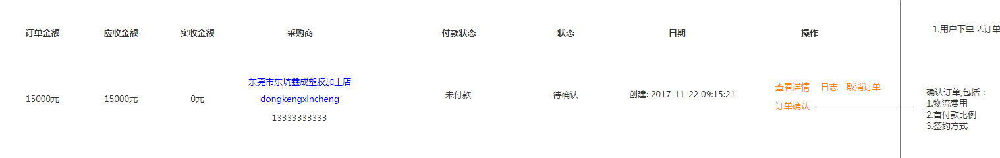 订单金额 应收金额 实收金额 采购商 付款状态 状态 日期 操作
1.用户下单 2.订单
15000元 15000元 0元
东莞市东坑鑫成塑胶加工店
dongkengxincheng
13333333333
未付款 待确认 创建: 2017-11-22 09:15:21
查看详情 日志 取消订单
订单确认
确认订单,包括：
1.物流费用
2.首付款比例
3.签约方式